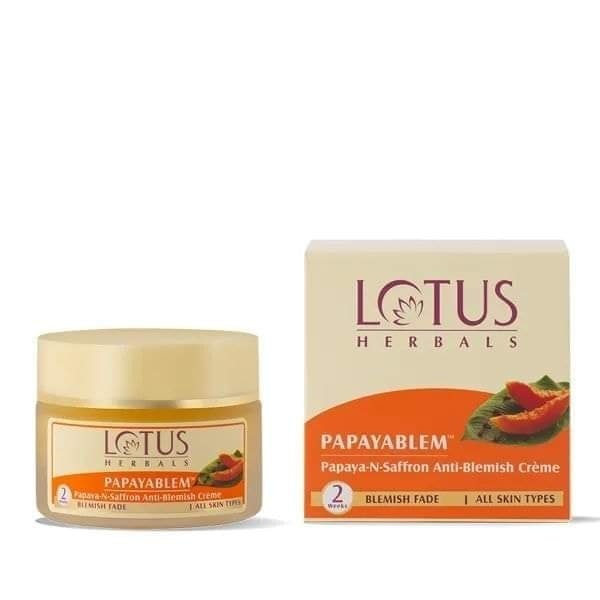 LOTUS
HERBALS
PAPAYABLEM™
Papaya-N-Saffron Anti-Blemish Crème
2 Weeks
BLEMISH FADE | ALL SKIN TYPES
LOTUS
HERBALS
PAPAYABLEM™
Papaya-N-Saffron Anti-Blemish Crème
2 Weeks
BLEMISH FADE | ALL SKIN TYPES